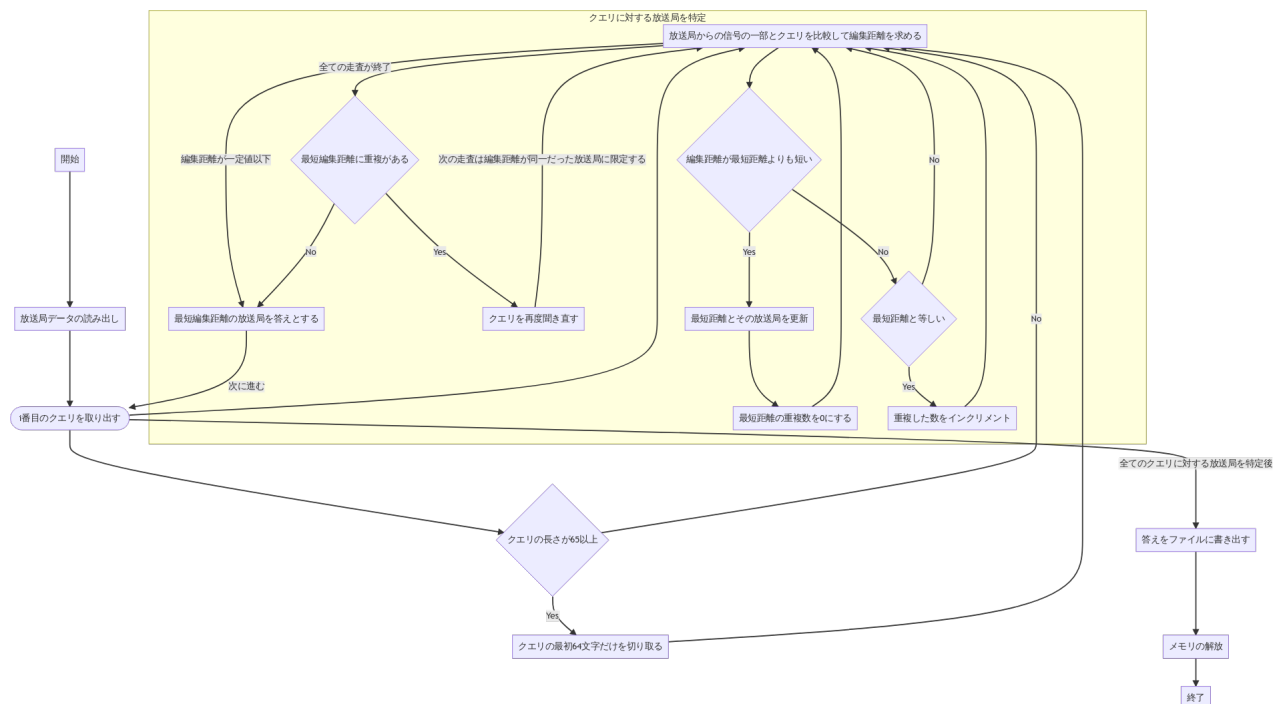 クエリに対する放送局を特定
放送局からの信号の一部とクエリを比較して編集距離を求める
全ての走査が終了
開始
編集距離が一定値以下
最短編集距離に重複がある
次の走査は編集距離が同一だった放送局に限定する
編集距離が最短距離よりも短い
No
No
Yes
Yes
No
放送局データの読み出し
最短編集距離の放送局を答えとする
クエリを再度聞き直す
最短距離とその放送局を更新
最短距離と等しい
No
次に進む
Yes
i番目のクエリを取り出す
最短距離の重複数を0にする
重複した数をインクリメント
全てのクエリに対する放送局を特定後
クエリの長さが65以上
答えをファイルに書き出す
Yes
クエリの最初64文字だけを切り取る
メモリの解放
終了